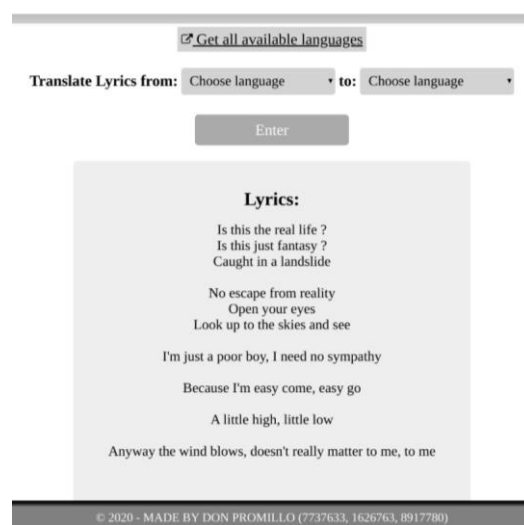 Get all available languages
Translate Lyrics from: Choose language to: Choose language
Enter
Lyrics:
Is this the real life ?
Is this just fantasy ?
Caught in a landslide
No escape from reality
Open your eyes
Look up to the skies and see
I'm just a poor boy, I need no sympathy
Because I'm easy come, easy go
A little high, little low
Anyway the wind blows, doesn't really matter to me, to me
© 2020 - MADE BY DON PROMILLO (7737633, 1626763, 8917780)